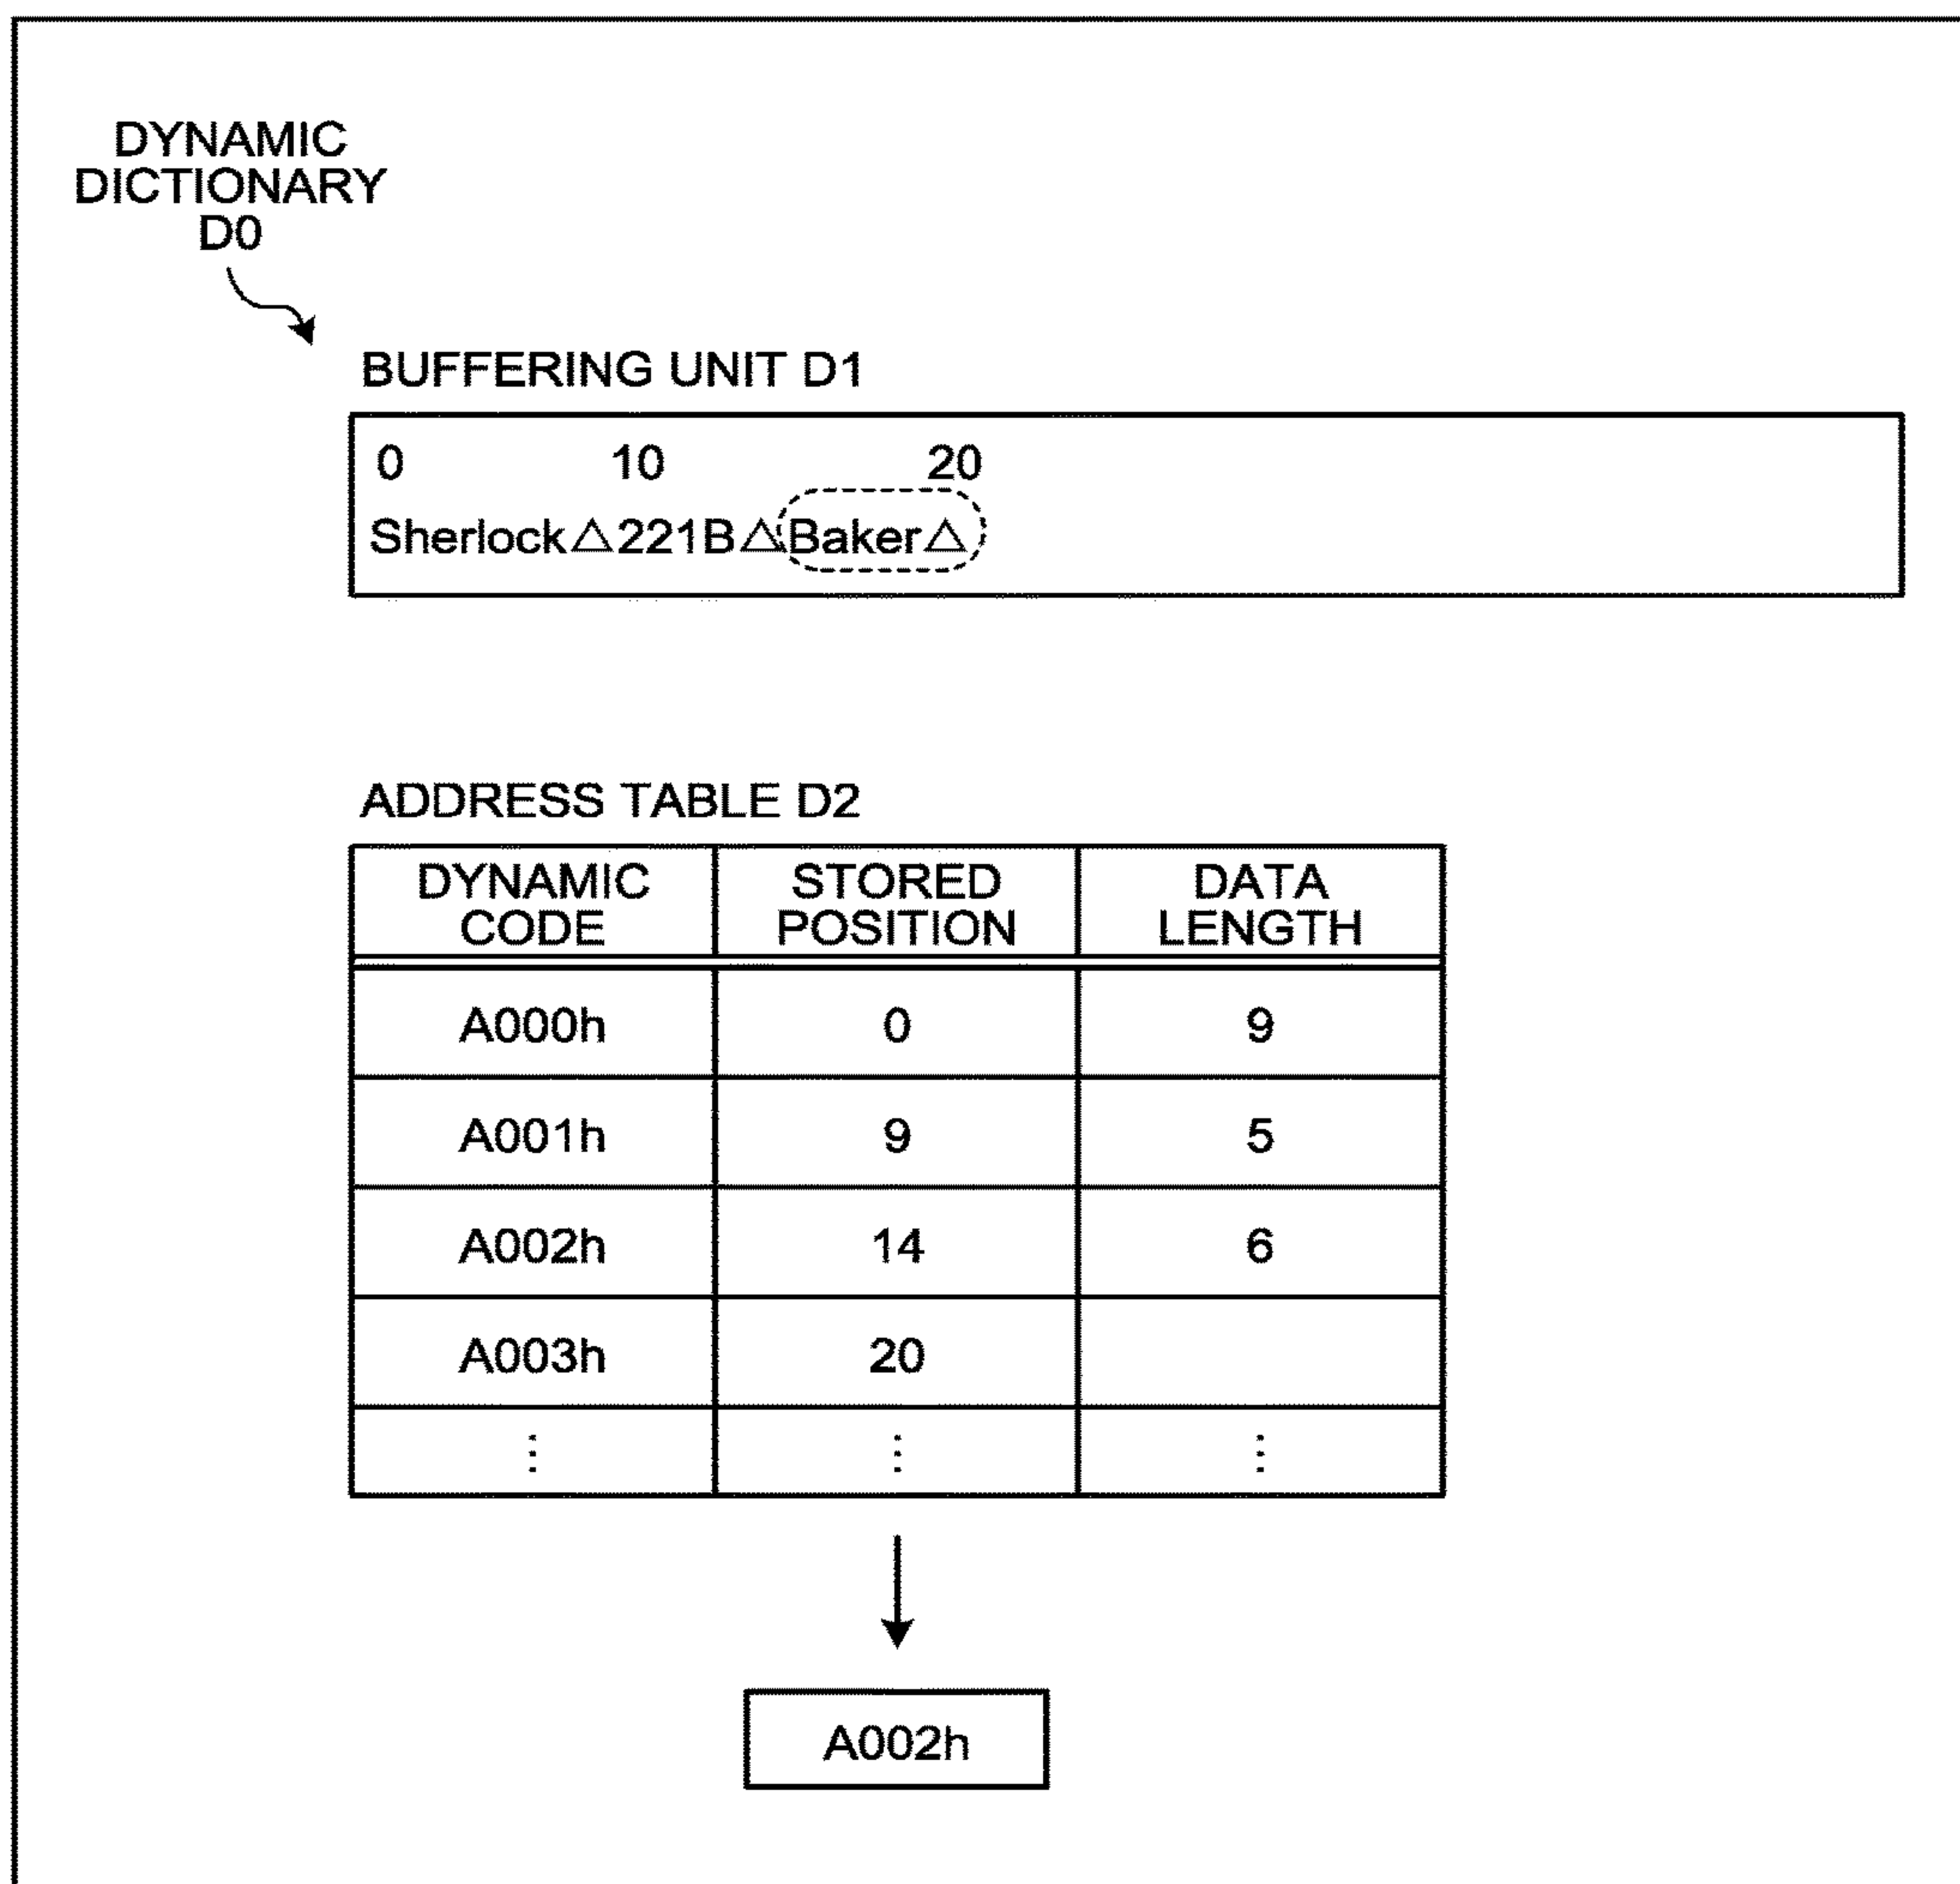 DYNAMIC
DICTIONARY
D0
BUFFERING UNIT D1
0 10 20
Sherlock△221B△Baker△
ADDRESS TABLE D2
DYNAMIC CODE STORED POSITION DATA LENGTH
A000h 0 9
A001h 9 5
A002h 14 6
A003h 20
⋮ ⋮ ⋮
A002h